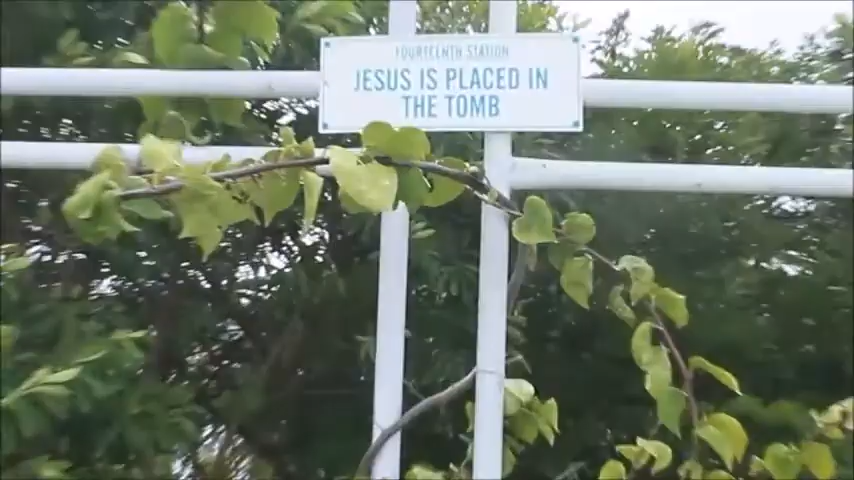 FOURTEENTH STATION
JESUS IS PLACED IN
THE TOMB